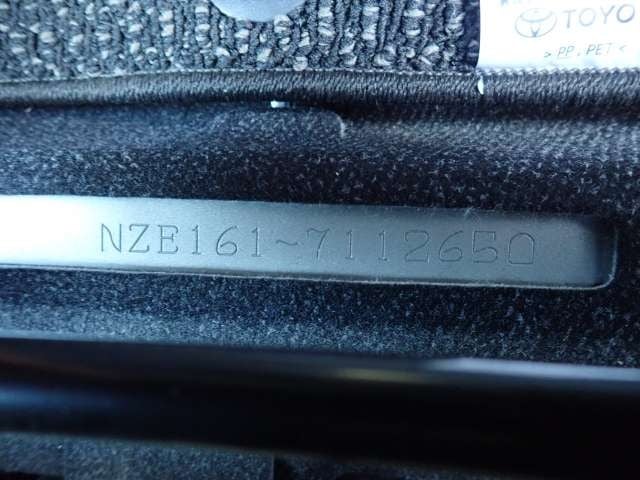 TOYO
> PP, PET <
NZE161-7112650